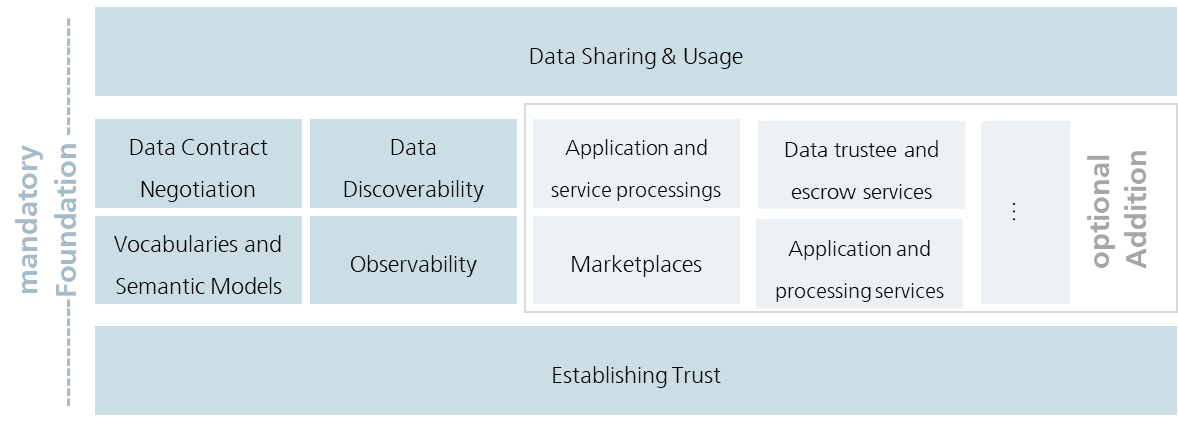 mandatory
Foundation
Data Sharing & Usage
Data Contract
Negotiation
Data
Discoverability
Application and
service processings
Data trustee and
escrow services
...
optional
Addition
Vocabularies and
Semantic Models
Observability
Marketplaces
Application and
processing services
Establishing Trust